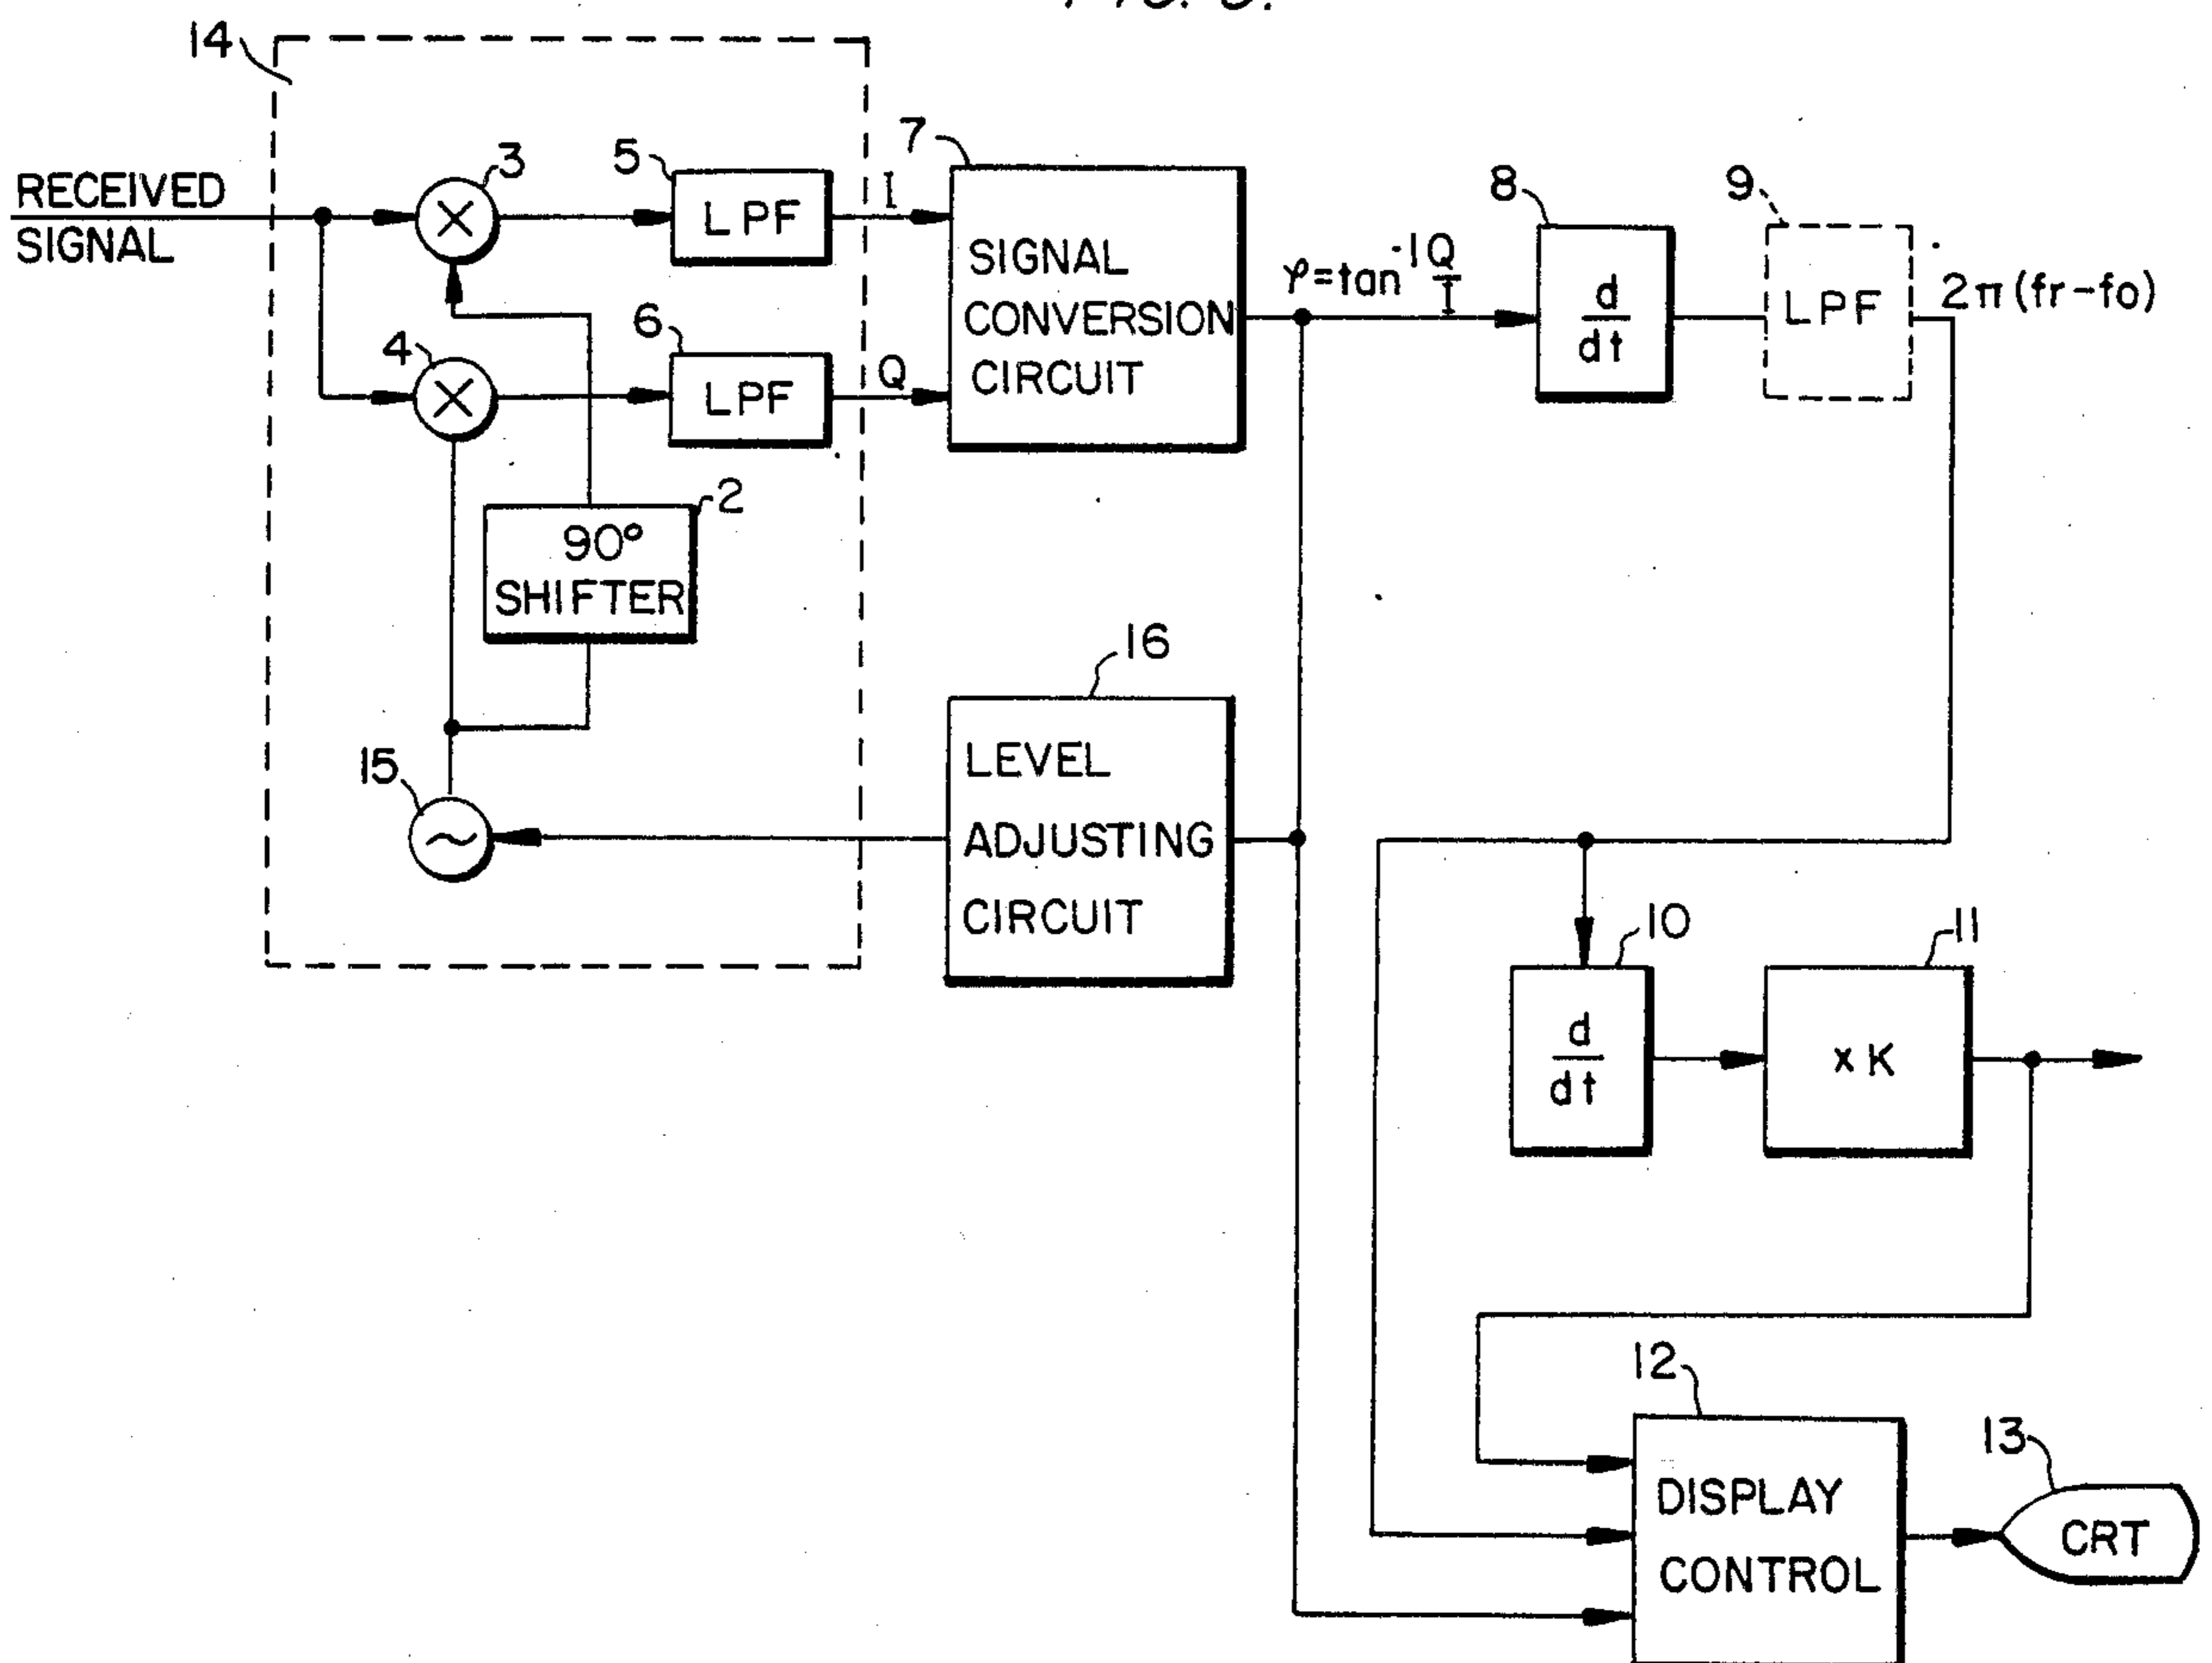 14
RECEIVED
SIGNAL
3
5
LPF
I
7
SIGNAL
CONVERSION
CIRCUIT
φ=tan-1Q/I
8
d
dt
9
LPF
2π(fr-fo)
4
6
LPF
Q
2
90°
SHIFTER
15
16
LEVEL
ADJUSTING
CIRCUIT
10
d
dt
11
xK
12
DISPLAY
CONTROL
13
CRT